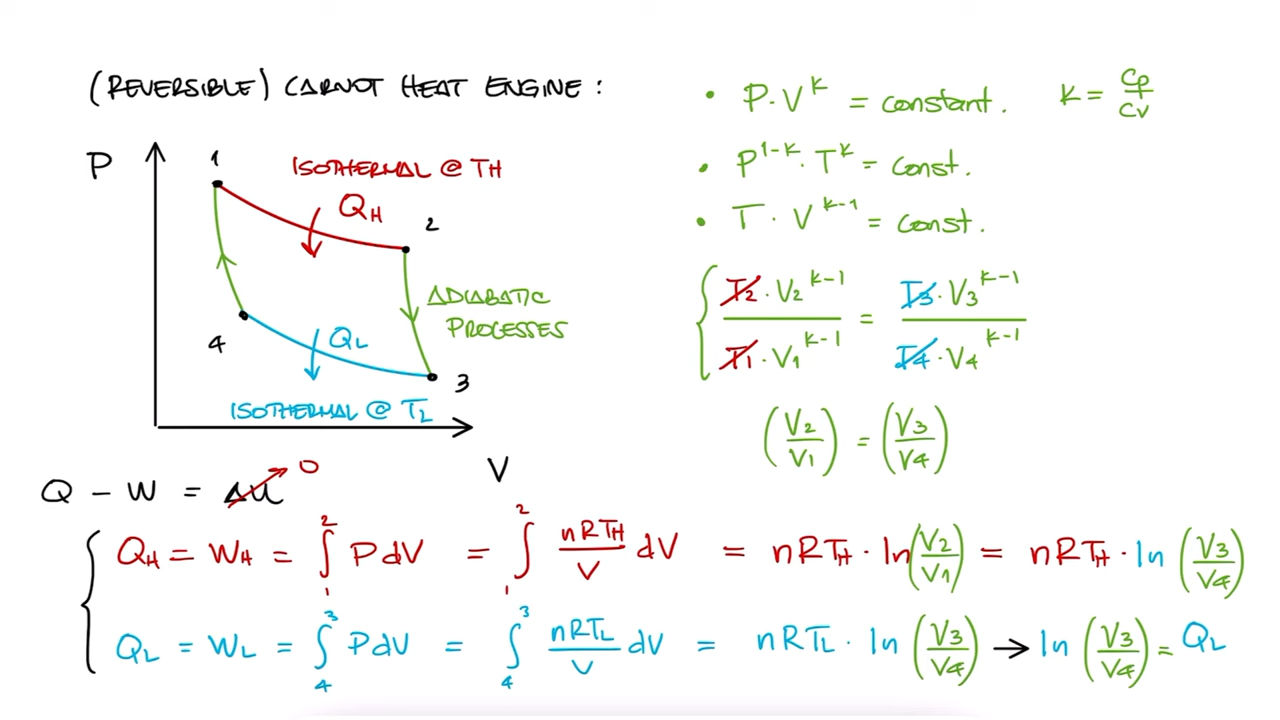 (REVERSIBLE) CARNOT HEAT ENGINE :
P
1
ISOTHERMAL @ TH
QH
2
ADIABATIC
PROCESSES
4
QL
3
ISOTHERMAL @ TL
V
• P · V^k = constant. k = Cp/Cv
• P^(1-k) · T^k = const.
• T · V^(k-1) = const.
{ (T2 · V2^(k-1)) / (T1 · V1^(k-1)) = (T3 · V3^(k-1)) / (T4 · V4^(k-1))
(V2/V1) = (V3/V4)
Q - W = ΔU 0
{ QH = WH = ∫₁² P dV = ∫₁² nRTH/V dV = nRTH · ln(V2/V1) = nRTH · ln (V3/V4)
QL = WL = ∫₄³ P dV = ∫₄³ nRTL/V dV = nRTL · ln (V3/V4) → ln (V3/V4) = QL